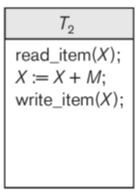 T₂
read_item(X);
X := X + M;
write_item(X);